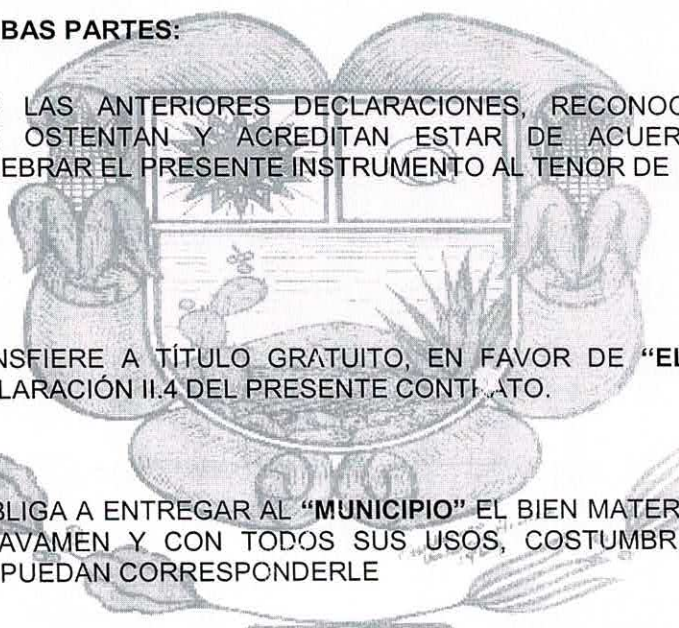 BAS PARTES:
LAS ANTERIORES DECLARACIONES, RECONOC
OSTENTAN Y ACREDITAN ESTAR DE ACUER
EBRAR EL PRESENTE INSTRUMENTO AL TENOR DE
NSFIERE A TÍTULO GRATUITO, EN FAVOR DE “EL
LARACIÓN II.4 DEL PRESENTE CONTRATO.
BLIGA A ENTREGAR AL “MUNICIPIO” EL BIEN MATER
AVAMEN Y CON TODOS SUS USOS, COSTUMBR
PUEDAN CORRESPONDERLE